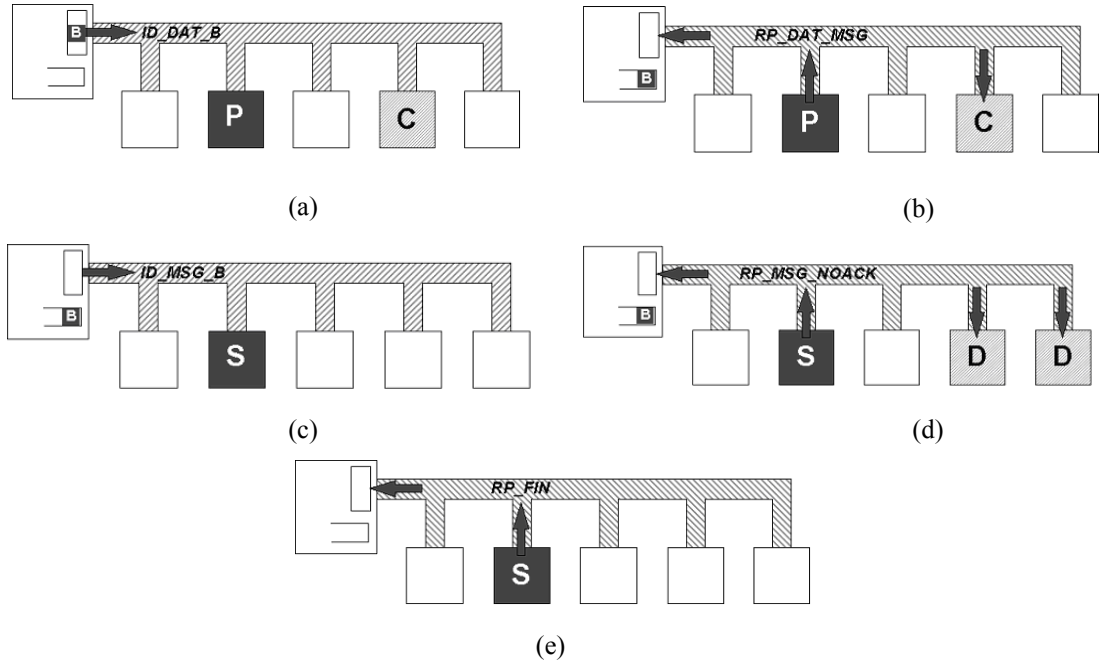 B
ID_DAT_B
P
C
(a)
RP_DAT_MSG
B
P
C
(b)
ID_MSG_B
B
S
(c)
RP_MSG_NOACK
B
S
D
D
(d)
RP_FIN
S
(e)